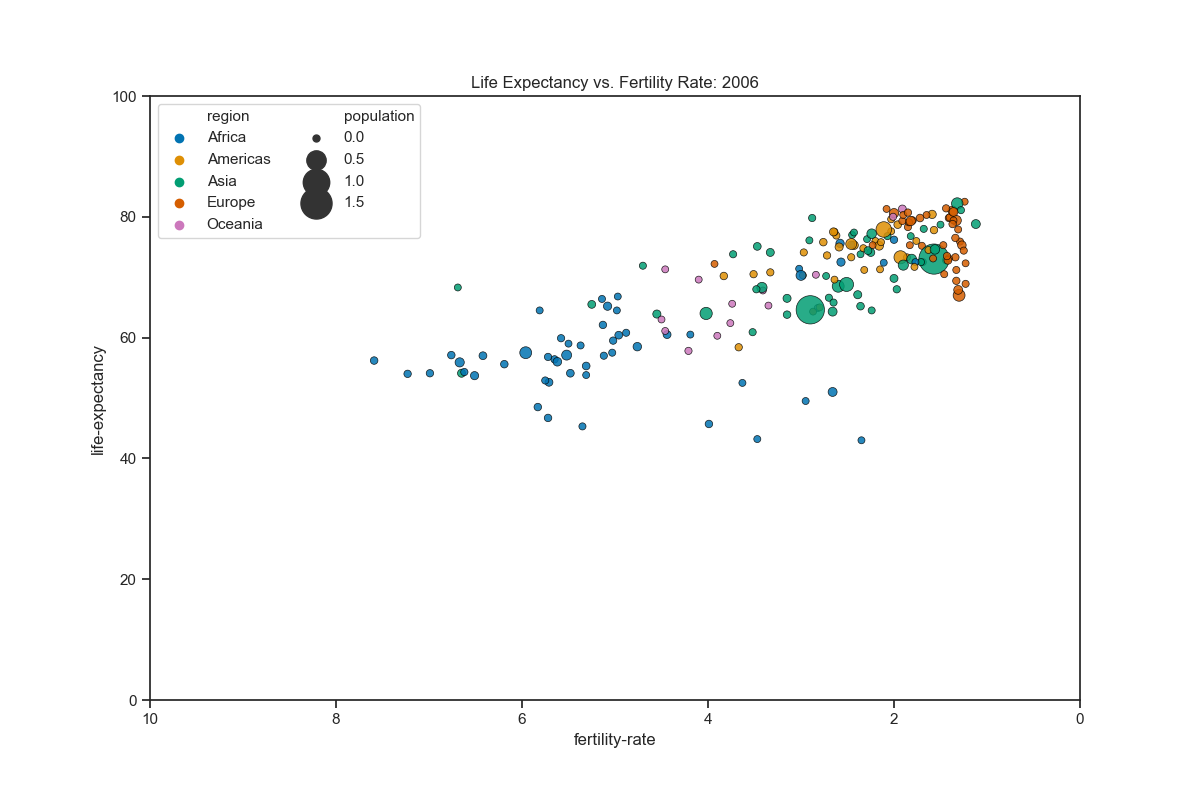 Life Expectancy vs. Fertility Rate: 2006
100
80
60
40
20
0
life-expectancy
region
Africa
Americas
Asia
Europe
Oceania
population
0.0
0.5
1.0
1.5
10
8
6
4
2
0
fertility-rate